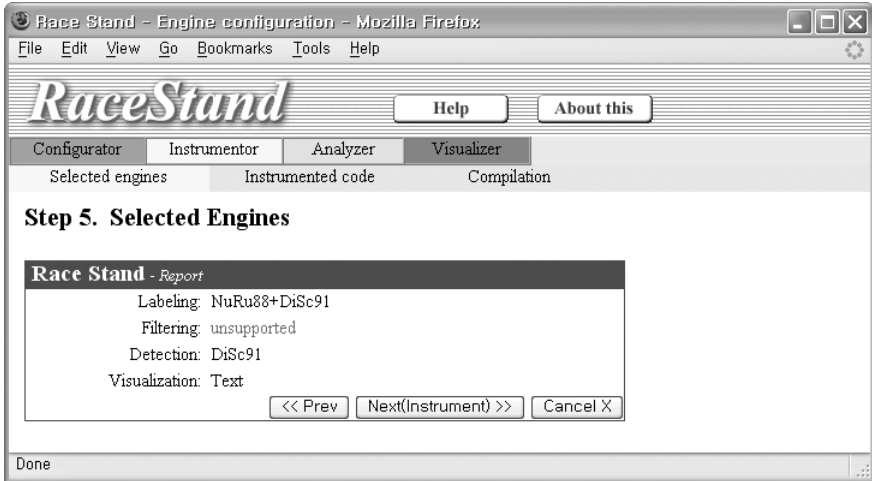 Race Stand - Engine configuration - Mozilla Firefox
File Edit View Go Bookmarks Tools Help
RaceStand Help About this
Configurator Instrumentor Analyzer Visualizer
Selected engines Instrumented code Compilation
Step 5. Selected Engines
Race Stand - Report
Labeling: NuRu88+DiSc91
Filtering: unsupported
Detection: DiSc91
Visualization: Text
<< Prev Next(Instrument) >> Cancel X
Done